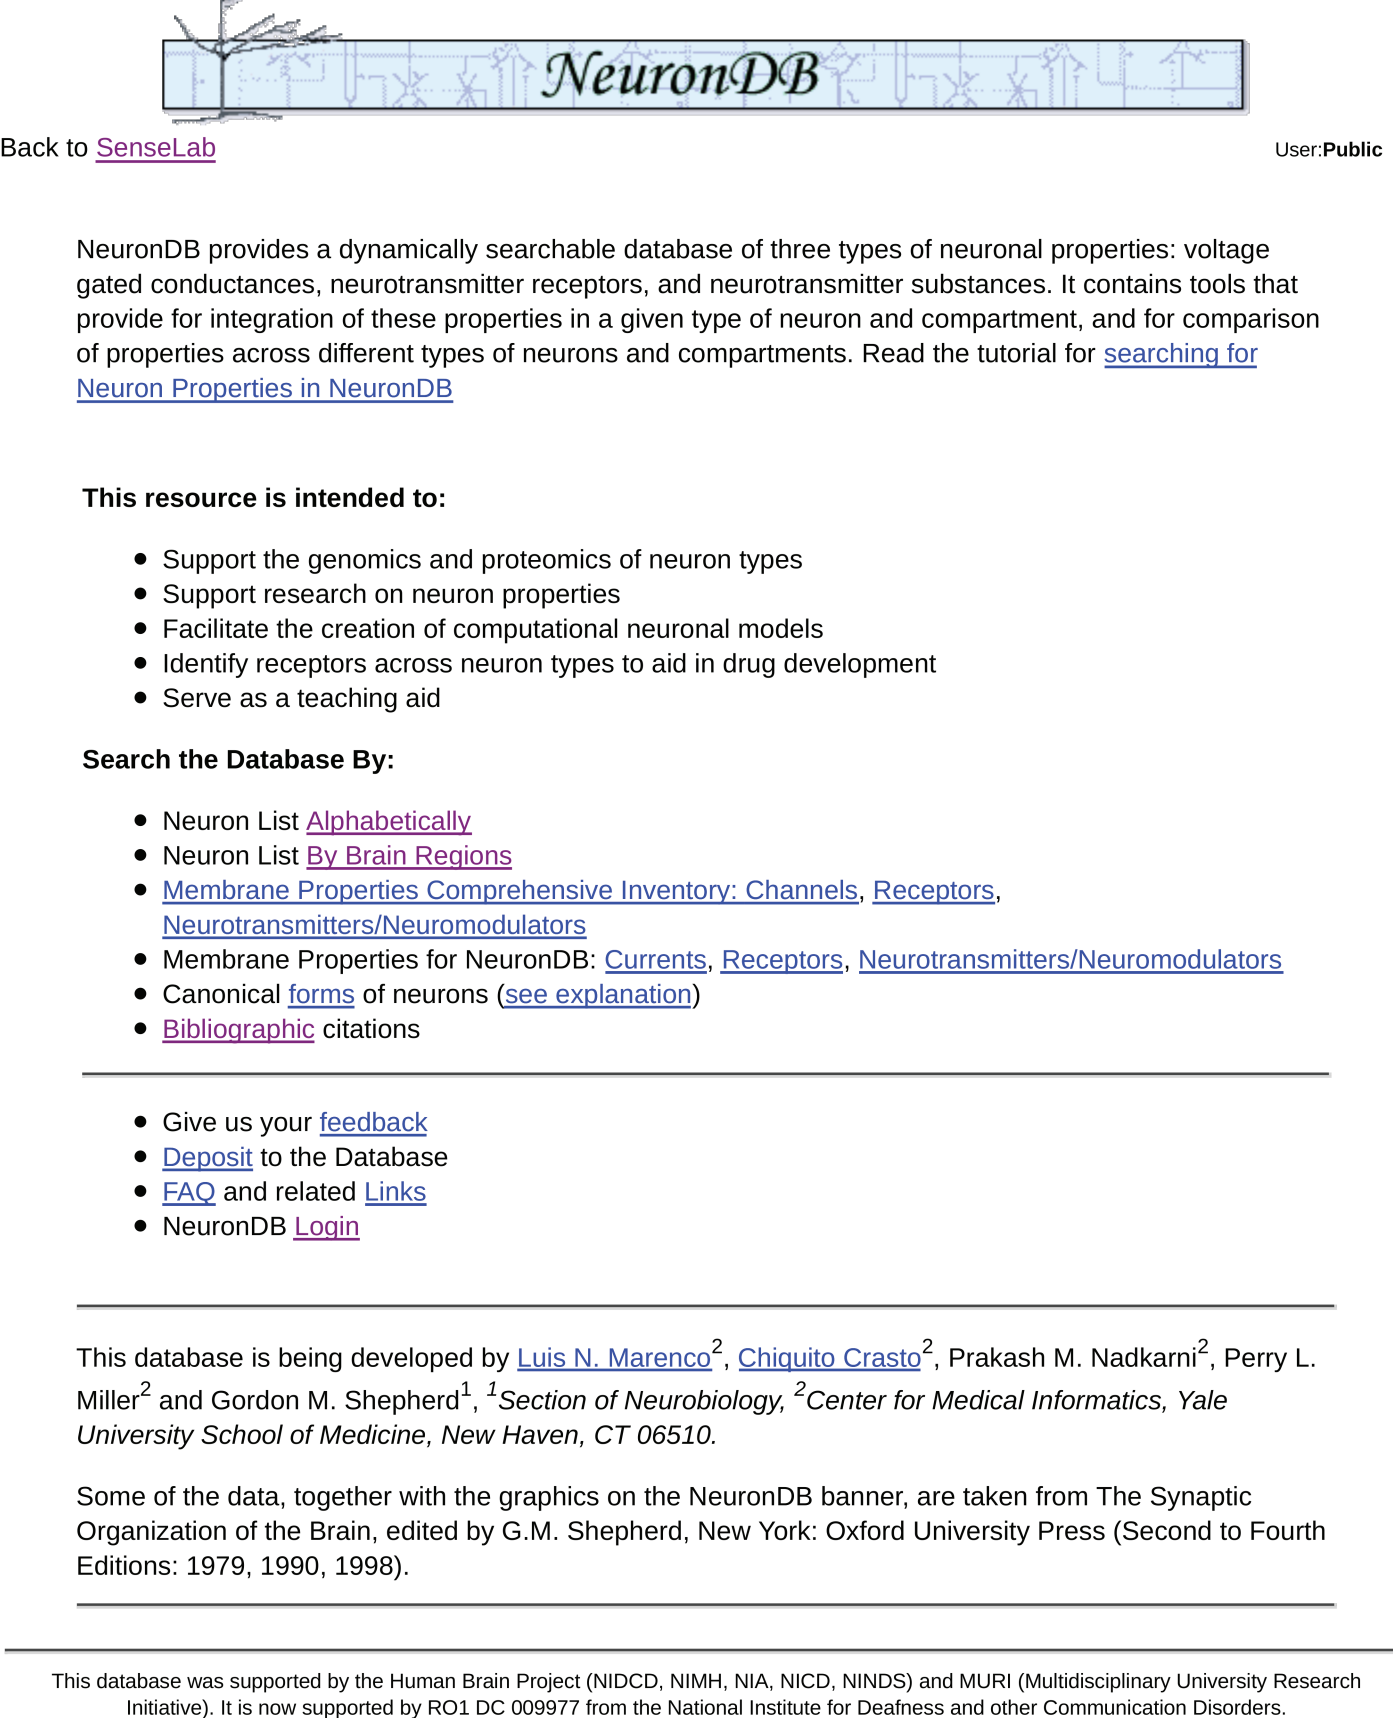 NeuronDB
Back to SenseLab
User:Public
NeuronDB provides a dynamically searchable database of three types of neuronal properties: voltage
gated conductances, neurotransmitter receptors, and neurotransmitter substances. It contains tools that
provide for integration of these properties in a given type of neuron and compartment, and for comparison
of properties across different types of neurons and compartments. Read the tutorial for searching for
Neuron Properties in NeuronDB
This resource is intended to:
● Support the genomics and proteomics of neuron types
● Support research on neuron properties
● Facilitate the creation of computational neuronal models
● Identify receptors across neuron types to aid in drug development
● Serve as a teaching aid
Search the Database By:
● Neuron List Alphabetically
● Neuron List By Brain Regions
● Membrane Properties Comprehensive Inventory: Channels, Receptors,
Neurotransmitters/Neuromodulators
● Membrane Properties for NeuronDB: Currents, Receptors, Neurotransmitters/Neuromodulators
● Canonical forms of neurons (see explanation)
● Bibliographic citations
● Give us your feedback
● Deposit to the Database
● FAQ and related Links
● NeuronDB Login
This database is being developed by Luis N. Marenco2, Chiquito Crasto2, Prakash M. Nadkarni2, Perry L.
Miller2 and Gordon M. Shepherd1, 1Section of Neurobiology, 2Center for Medical Informatics, Yale
University School of Medicine, New Haven, CT 06510.
Some of the data, together with the graphics on the NeuronDB banner, are taken from The Synaptic
Organization of the Brain, edited by G.M. Shepherd, New York: Oxford University Press (Second to Fourth
Editions: 1979, 1990, 1998).
This database was supported by the Human Brain Project (NIDCD, NIMH, NIA, NICD, NINDS) and MURI (Multidisciplinary University Research
Initiative). It is now supported by RO1 DC 009977 from the National Institute for Deafness and other Communication Disorders.